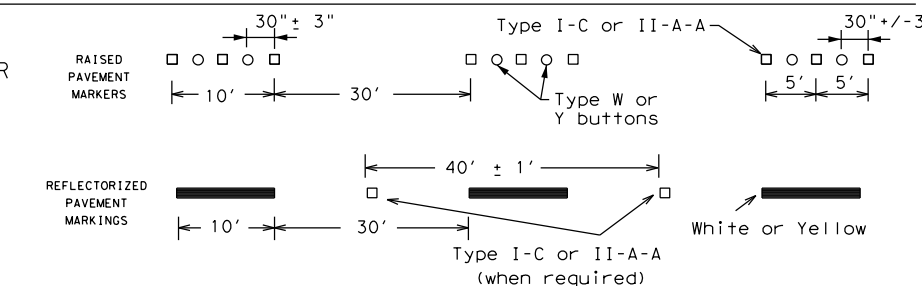 30"± 3"
Type I-C or II-A-A
30"+/-3
R
RAISED
PAVEMENT
MARKERS
10'
30'
5'
5'
Type W or
Y buttons
40' ± 1'
REFLECTORIZED
PAVEMENT
MARKINGS
10'
30'
White or Yellow
Type I-C or II-A-A
(when required)